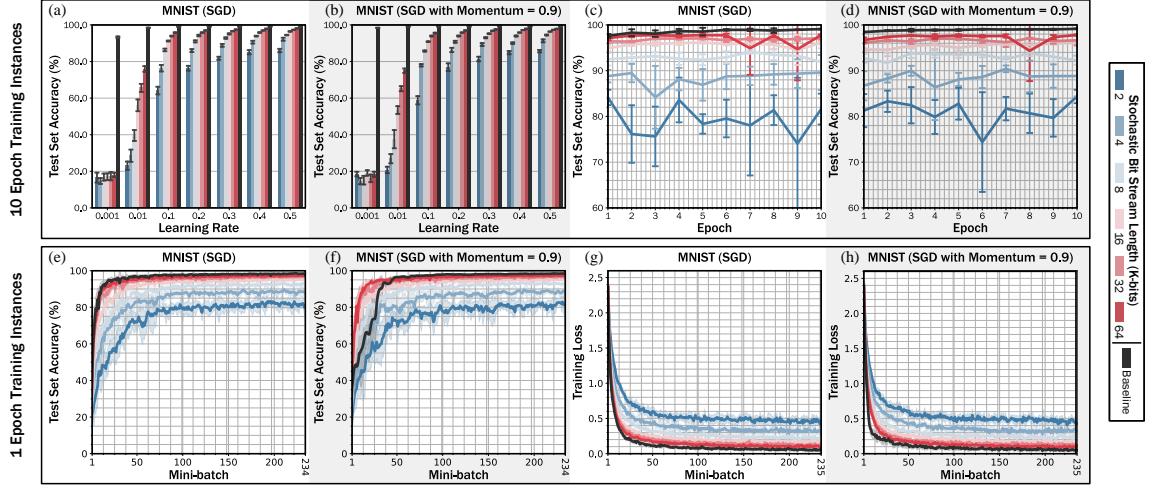 10 Epoch Training Instances
(a) MNIST (SGD)
Test Set Accuracy (%)
100.0
80.0
60.0
40.0
20.0
0.0
0.001 0.01 0.1 0.2 0.3 0.4 0.5
Learning Rate
(b) MNIST (SGD with Momentum = 0.9)
Test Set Accuracy (%)
100.0
80.0
60.0
40.0
20.0
0.0
0.001 0.01 0.1 0.2 0.3 0.4 0.5
Learning Rate
(c) MNIST (SGD)
Test Set Accuracy (%)
100
90
80
70
60
1 2 3 4 5 6 7 8 9 10
Epoch
(d) MNIST (SGD with Momentum = 0.9)
Test Set Accuracy (%)
100
90
80
70
60
1 2 3 4 5 6 7 8 9 10
Epoch
1 Epoch Training Instances
(e) MNIST (SGD)
Test Set Accuracy (%)
100
80
60
40
20
0
1 50 100 150 200 234
Mini-batch
(f) MNIST (SGD with Momentum = 0.9)
Test Set Accuracy (%)
100
80
60
40
20
0
1 50 100 150 200 234
Mini-batch
(g) MNIST (SGD)
Training Loss
2.5
2.0
1.5
1.0
0.5
0.0
1 50 100 150 200 235
Mini-batch
(h) MNIST (SGD with Momentum = 0.9)
Training Loss
2.5
2.0
1.5
1.0
0.5
0.0
1 50 100 150 200 235
Mini-batch
Stochastic Bit Stream Length (K-bits)
2 4 8 16 32 64 Baseline